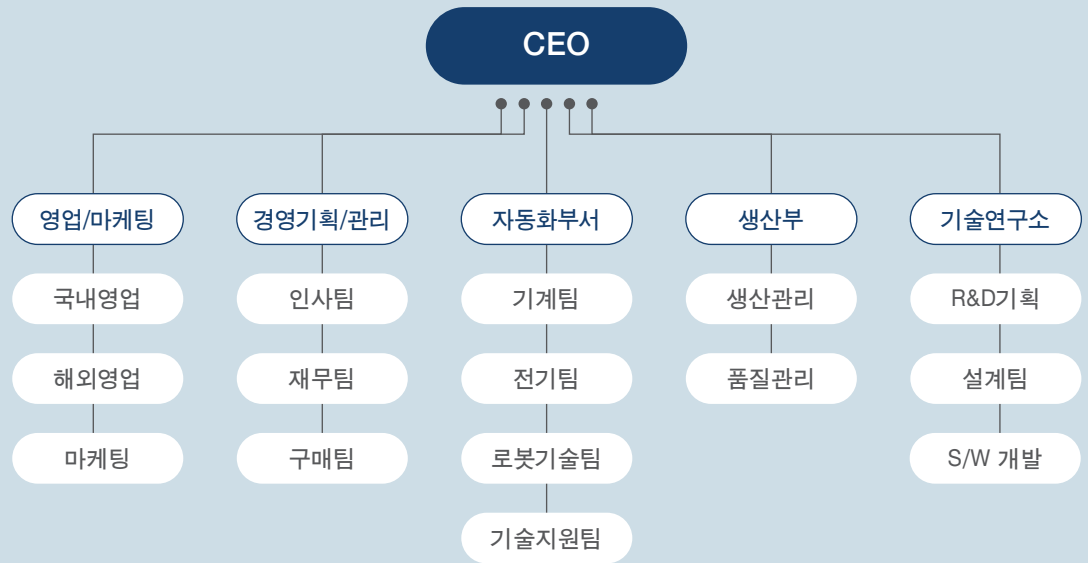 CEO
영업/마케팅
국내영업
해외영업
마케팅
경영기획/관리
인사팀
재무팀
구매팀
자동화부서
기계팀
전기팀
로봇기술팀
기술지원팀
생산부
생산관리
품질관리
기술연구소
R&D기획
설계팀
S/W 개발